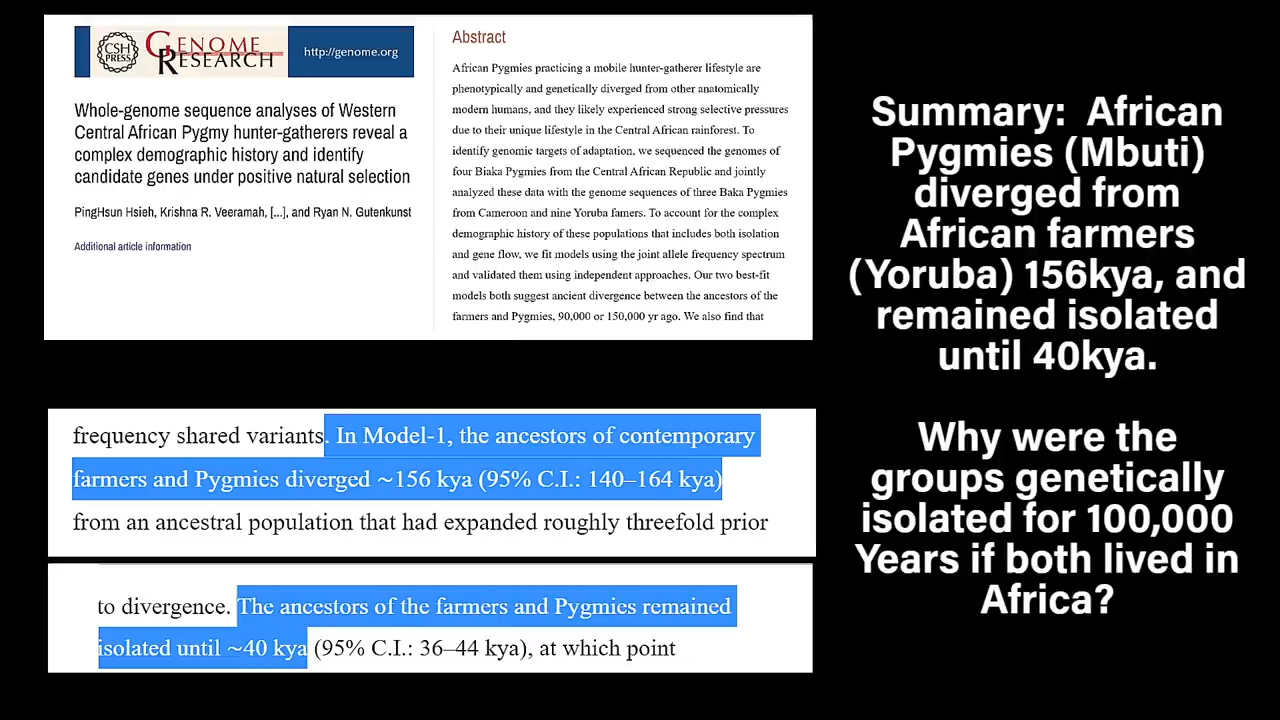 CSH
PRESS
GENOME
RESEARCH
http://genome.org
Whole-genome sequence analyses of Western
Central African Pygmy hunter-gatherers reveal a
complex demographic history and identify
candidate genes under positive natural selection
PingHsun Hsieh, Krishna R. Veeramah, [...], and Ryan N. Gutenkunst
Additional article information
Abstract
African Pygmies practicing a mobile hunter-gatherer lifestyle are
phenotypically and genetically diverged from other anatomically
modern humans, and they likely experienced strong selective pressures
due to their unique lifestyle in the Central African rainforest. To
identify genomic targets of adaptation, we sequenced the genomes of
four Biaka Pygmies from the Central African Republic and jointly
analyzed these data with the genome sequences of three Baka Pygmies
from Cameroon and nine Yoruba famers. To account for the complex
demographic history of these populations that includes both isolation
and gene flow, we fit models using the joint allele frequency spectrum
and validated them using independent approaches. Our two best-fit
models both suggest ancient divergence between the ancestors of the
farmers and Pygmies, 90,000 or 150,000 yr ago. We also find that
frequency shared variants. In Model-1, the ancestors of contemporary
farmers and Pygmies diverged ~156 kya (95% C.I.: 140–164 kya)
from an ancestral population that had expanded roughly threefold prior
to divergence. The ancestors of the farmers and Pygmies remained
isolated until ~40 kya (95% C.I.: 36–44 kya), at which point
Summary: African
Pygmies (Mbuti)
diverged from
African farmers
(Yoruba) 156kya, and
remained isolated
until 40kya.
Why were the
groups genetically
isolated for 100,000
Years if both lived in
Africa?